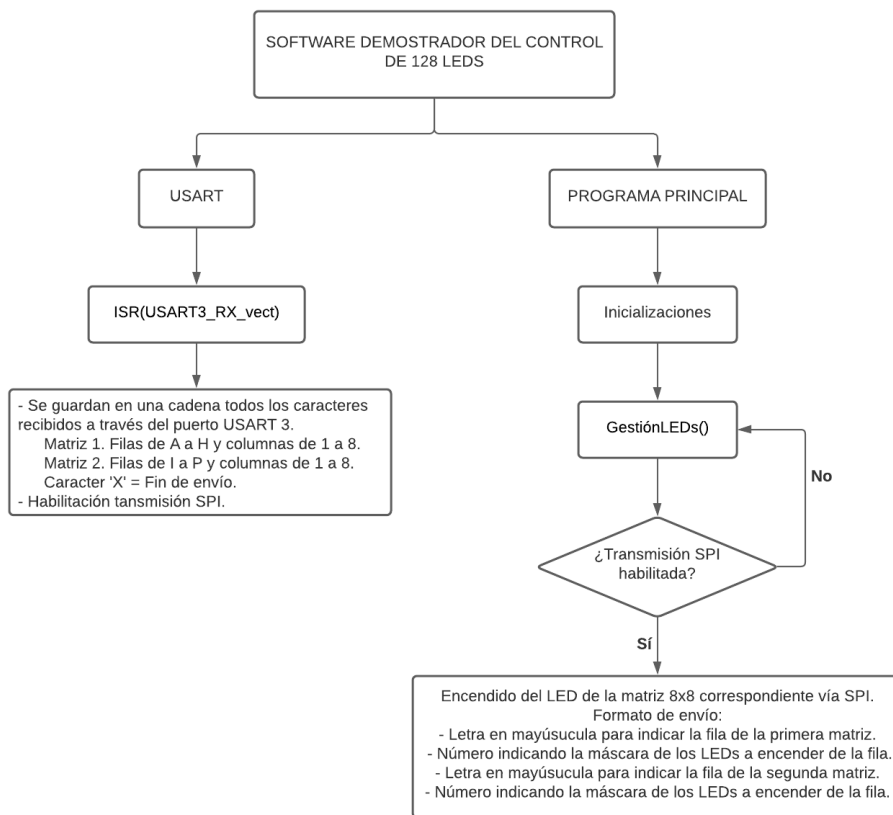 SOFTWARE DEMOSTRADOR DEL CONTROL
DE 128 LEDS
USART
PROGRAMA PRINCIPAL
ISR(USART3_RX_vect)
Inicializaciones
- Se guardan en una cadena todos los caracteres
recibidos a través del puerto USART 3.
Matriz 1. Filas de A a H y columnas de 1 a 8.
Matriz 2. Filas de I a P y columnas de 1 a 8.
Caracter 'X' = Fin de envío.
- Habilitación tansmisión SPI.
GestiónLEDs()
No
¿Transmisión SPI
habilitada?
Sí
Encendido del LED de la matriz 8x8 correspondiente vía SPI.
Formato de envío:
- Letra en mayúsucula para indicar la fila de la primera matriz.
- Número indicando la máscara de los LEDs a encender de la fila.
- Letra en mayúsucula para indicar la fila de la segunda matriz.
- Número indicando la máscara de los LEDs a encender de la fila.